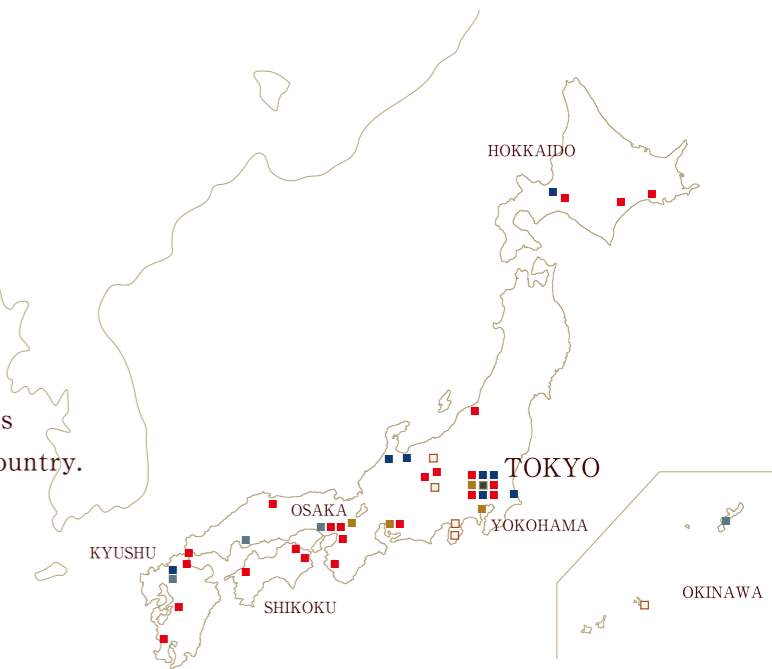 HOKKAIDO
s
ountry.
TOKYO
OSAKA
YOKOHAMA
KYUSHU
OKINAWA
SHIKOKU